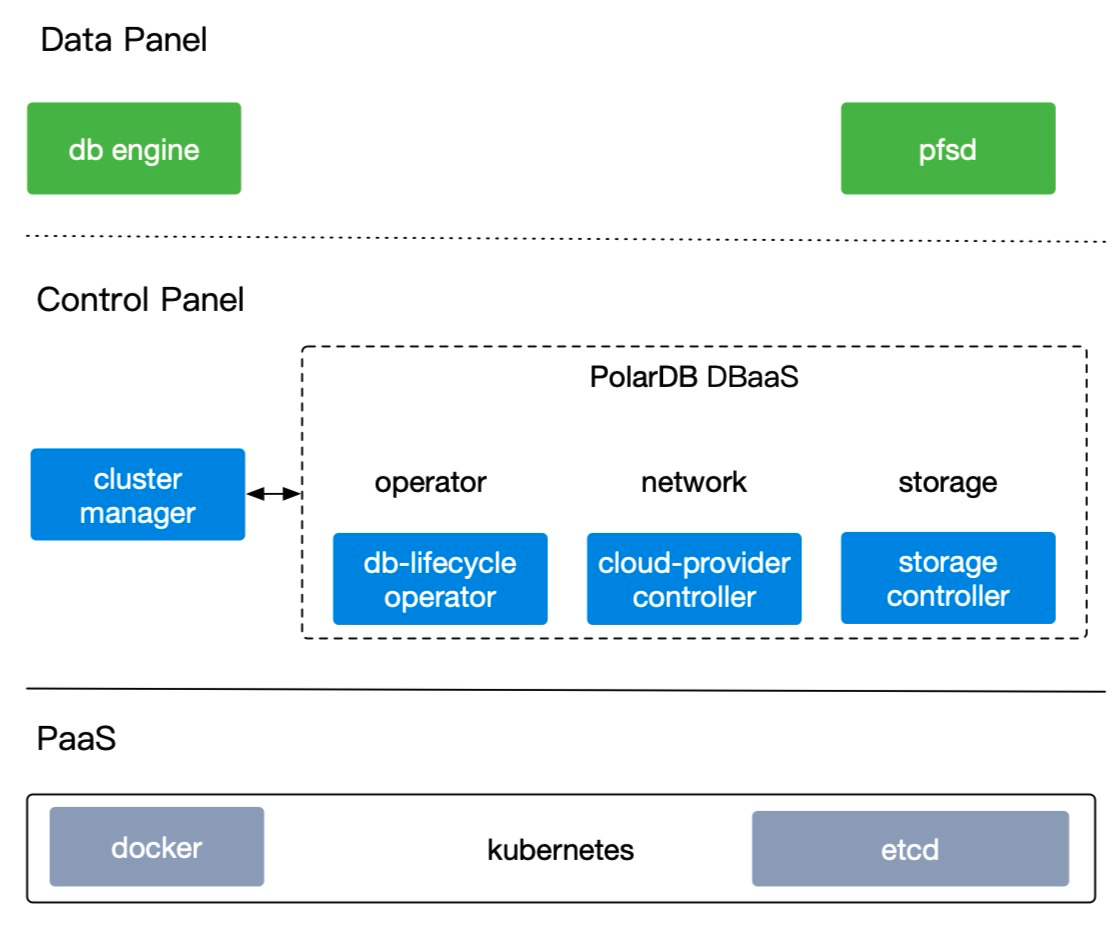 Data Panel
db engine
pfsd
Control Panel
PolarDB DBaaS
cluster
manager
operator
network
storage
db-lifecycle
operator
cloud-provider
controller
storage
controller
PaaS
docker
kubernetes
etcd